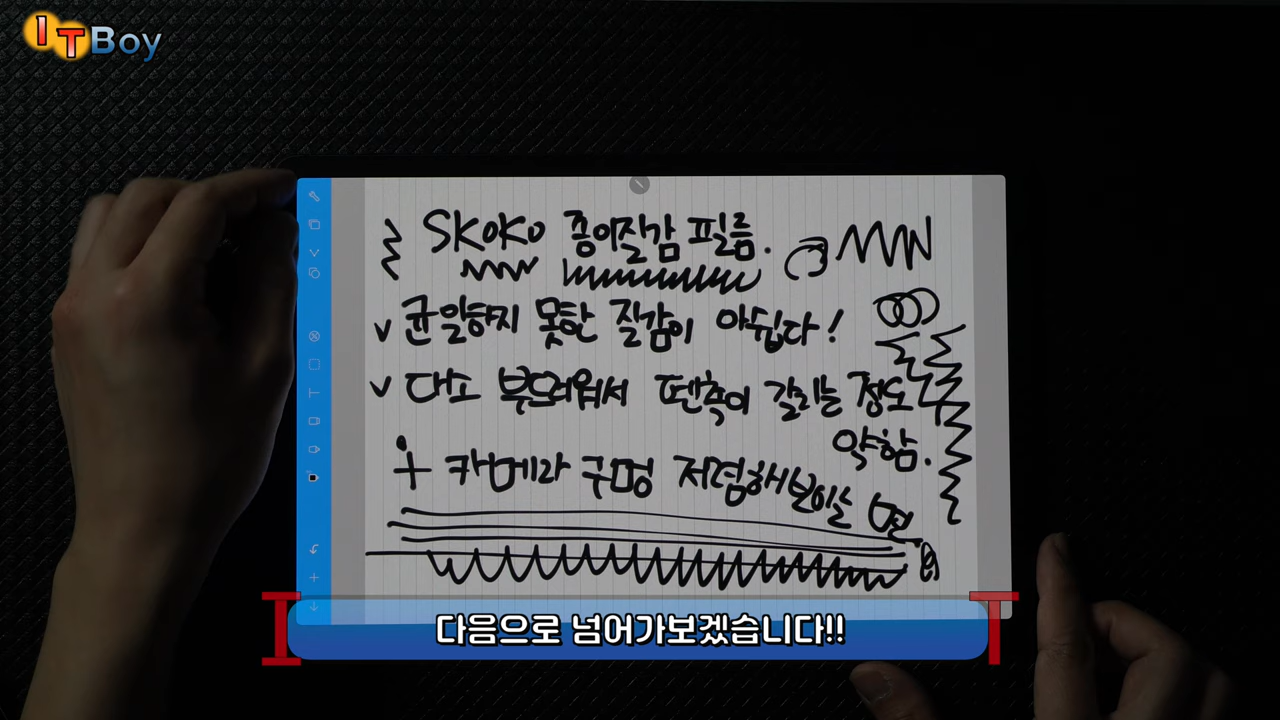 ITBoy
SKOKO 종이질감 필름.
v 균일하지 못한 질감이 아쉽다!
v 대소 부드러워서 펜촉이 갈리는 정도
약함.
+ 카메라 구멍 저렴해보이는 면
다음으로 넘어가보겠습니다!!